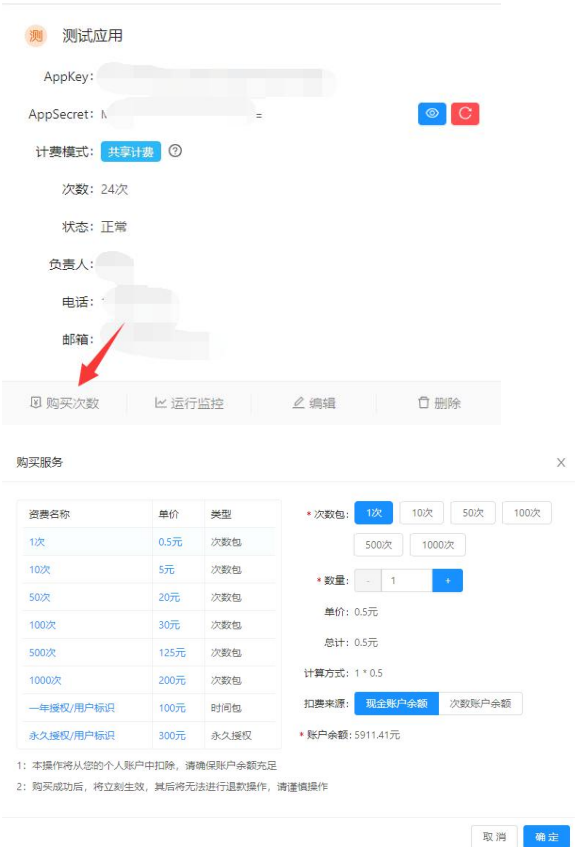 测 测试应用
AppKey:
AppSecret: =
计费模式: 共享计费 ?
次数: 24次
状态: 正常
负责人:
电话:
邮箱:
购买次数 运行监控 编辑 删除
购买服务
资费名称 单价 类型
1次 0.5元 次数包
10次 5元 次数包
50次 20元 次数包
100次 30元 次数包
500次 125元 次数包
1000次 200元 次数包
一年授权/用户标识 100元 时间包
永久授权/用户标识 300元 永久授权
* 次数包: 1次 10次 50次 100次
500次 1000次
* 数量: - 1 +
单价: 0.5元
总计: 0.5元
计算方式: 1 * 0.5
扣费来源: 现金账户余额 次数账户余额
* 账户余额: 5911.41元
1: 本操作将从您的个人账户中扣除，请确保账户余额充足
2: 购买成功后，将立刻生效，其后将无法进行退款操作，请谨慎操作
取消 确定